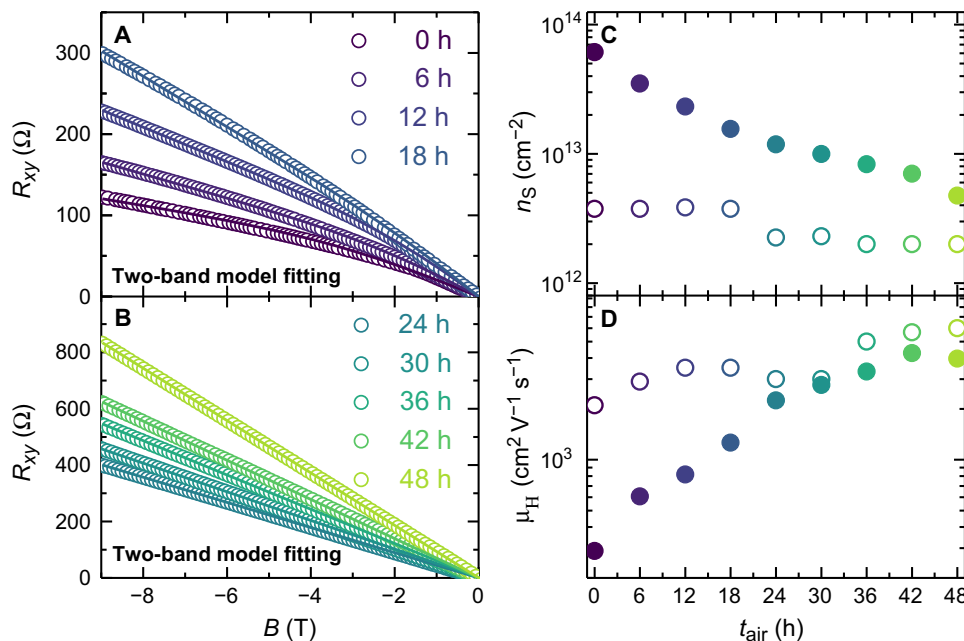 A
0 h
6 h
12 h
18 h
300
200
100
0
R_xy (Ω)
Two-band model fitting
B
24 h
30 h
36 h
42 h
48 h
800
600
400
200
0
R_xy (Ω)
Two-band model fitting
−8
−6
−4
−2
0
B (T)
C
10^14
10^13
10^12
n_S (cm^−2)
D
10^3
μ_H (cm^2 V^−1 s^−1)
0
6
12
18
24
30
36
42
48
t_air (h)